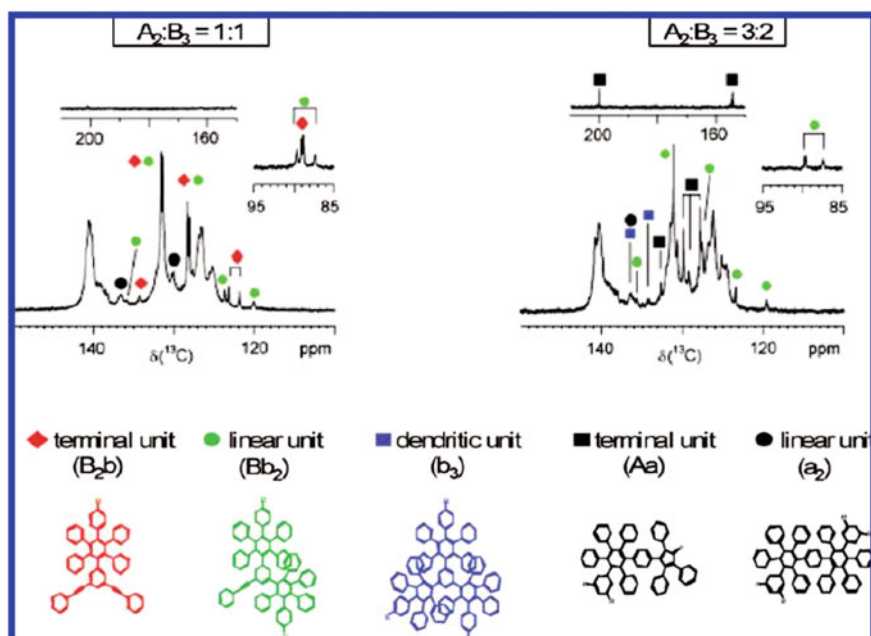 A₂:B₃ = 1:1
A₂:B₃ = 3:2
200
160
95
85
140
130
120
ppm
δ(¹³C)
200
160
95
85
140
130
120
ppm
δ(¹³C)
terminal unit
(B₂b)
linear unit
(Bb₂)
dendritic unit
(b₃)
terminal unit
(Aa)
linear unit
(a₂)